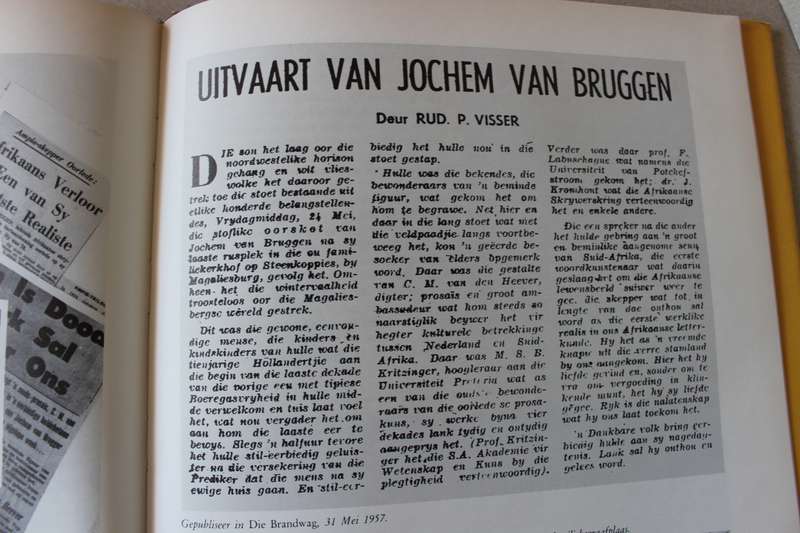 Ampie-skepper Oorlede:
frikaans Verloor
Een van Sy
ste Realiste
Is Dood
k Sal
Ons
UITVAART VAN JOCHEM VAN BRUGGEN
Deur RUD. P. VISSER
DIE son het laag oor die
noordwestelike horison
gehang en wit vlies-
wolke het daaroor ge-
trek toe die stoet bestaande uit
etlike honderde belangstellen-
des, Vrydagmiddag, 24 Mei,
die stoflike oorskot van
Jochem van Bruggen na sy
laaste rusplek in die ou fami-
liekerkhof op Steenkoppies, by
Magaliesburg, gevolg het. Om-
heen het die wintervaalheid
troosteloos oor die Magalies-
bergse wêreld gestrek.
Dit was die gewone, eenvou-
dige mense, die kinders en
kindskinders van hulle wat die
tienjarige Hollandertjie aan
die begin van die laaste dekade
van die vorige eeu met tipiese
Boeregasvryheid in hulle mid-
de verwelkom en tuis laat voel
het, wat nou vergader het om
aan hom die laaste eer te
bewys. Slegs 'n halfuur tevore
het hulle stil-eerbiedig geluis-
ter na die versekering van die
Prediker dat die mens na sy
ewige huis gaan. En stil-eer-
biedig het hulle nou in die
stoet gestap.
Hulle was die bekendes, die
bewonderaars van 'n beminde
figuur, wat gekom het om
hom te begrawe. Net hier en
daar in die lang stoet wat met
die veldpaadjie langs voortbe-
weeg het, kon 'n geëerde be-
soeker van elders opgemerk
word. Daar was die gestalte
van C. M. van den Heever,
digter; prosaïs en groot am-
bassadeur wat hom steeds so
naarstiglik beywer het vir
hegter kulturele betrekkinge
tussen Nederland en Suid-
Afrika. Daar was M. S. B.
Kritzinger, hoogleraar aan die
Universiteit Pretoria wat as
een van die oudste bewonde-
raars van die oorlede se prosa-
kuns, sy werke byna vier
dekades lank tydig en ontydig
aangeprys het. (Prof. Kritzin-
ger het die S.A. Akademie vir
Wetenskap en Kuns by die
plegtigheid verteenwoordig).
Verder was daar prof. F.
Labuschagne wat namens die
Universiteit van Potchef-
stroom gekom het; dr. J.
Kromhout wat die Afrikaanse
Skrywerskring verteenwoordig
het en enkele andere.
Die een spreker na die ander
het hulde gebring aan 'n groot
en beminlike aangenome seun
van Suid-Afrika, die eerste
woordkunstenaar wat daarin
geslaag het om die Afrikaanse
lewensbeeld suiwer weer te
gee, die skepper wat tot in
lengte van dae onthou sal
word as die eerste werklike
realis in ons Afrikaanse letter-
kunde. Hy het as 'n vreemde
knapie uit die verre stamland
by ons aangekom. Hier het hy
liefde gevind en, sonder om te
vra om vergoeding in klin-
kende munt, het hy sy liefde
gegee. Ryk is die nalatenskap
wat hy ons laat toekom het.
'n Dankbare volk bring eer-
biedig hulde aan sy nagedag-
tenis. Lank sal hy onthou en
gelees word.
Gepubliseer in Die Brandwag, 31 Mei 1957.